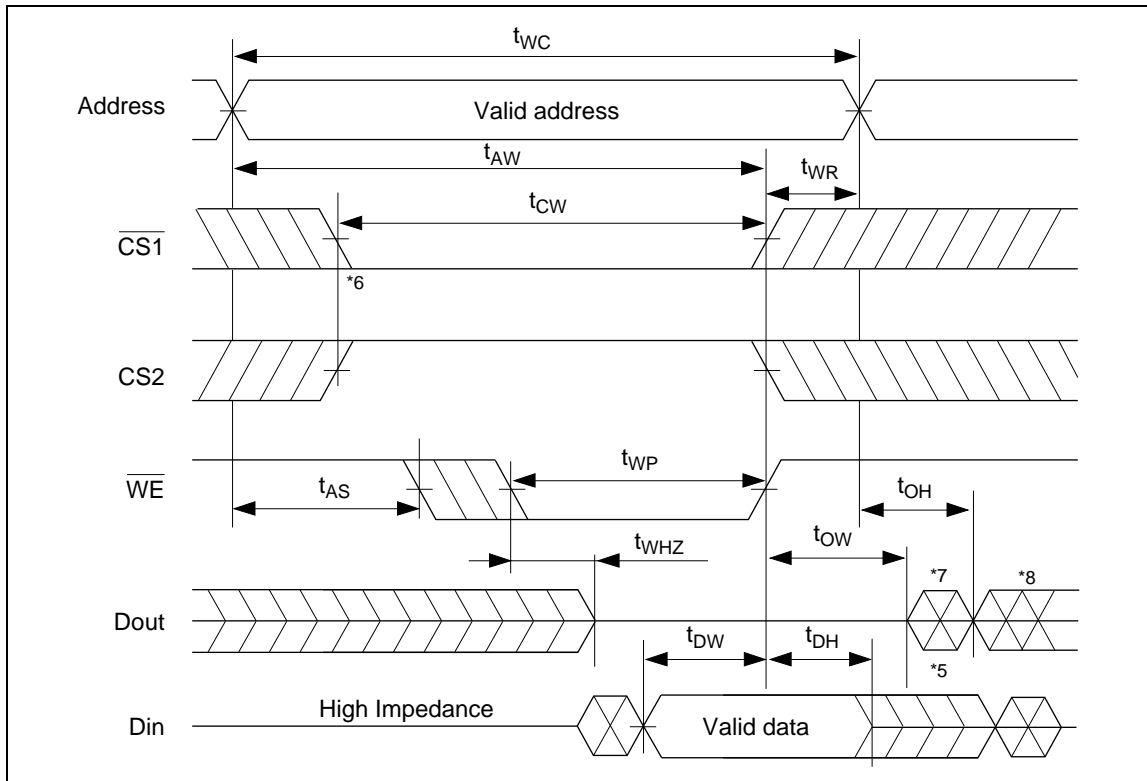 tWC
Address
Valid address
tAW
tWR
tCW
CS1
*6
CS2
tWP
WE
tAS
tOH
tWHZ
tOW
*7
*8
Dout
tDW
tDH
*5
High Impedance
Din
Valid data